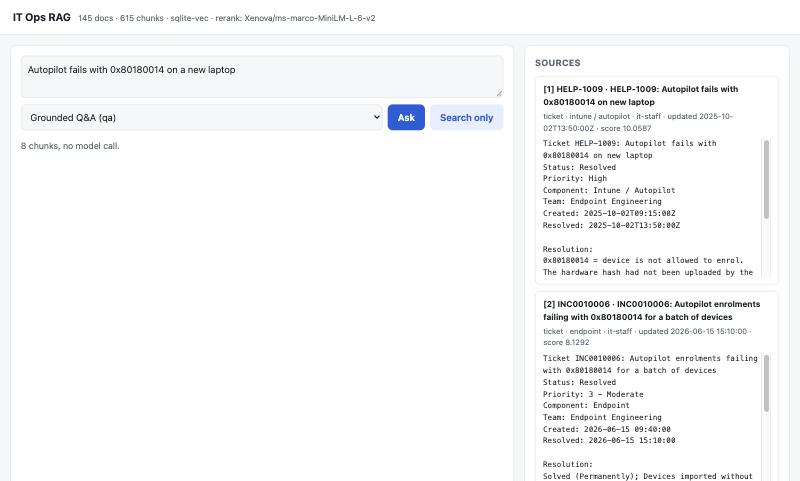 IT Ops RAG 145 docs · 615 chunks · sqlite-vec · rerank: Xenova/ms-marco-MiniLM-L-6-v2
Autopilot fails with 0x80180014 on a new laptop
Grounded Q&A (qa)
Ask
Search only
8 chunks, no model call.
SOURCES
[1] HELP-1009 · HELP-1009: Autopilot fails with
0x80180014 on new laptop
ticket · intune / autopilot · it-staff · updated 2025-10-
02T13:50:00Z · score 10.0587
Ticket HELP-1009: Autopilot fails with
0x80180014 on new laptop
Status: Resolved
Priority: High
Component: Intune / Autopilot
Team: Endpoint Engineering
Created: 2025-10-02T09:15:00Z
Resolved: 2025-10-02T13:50:00Z
Resolution:
0x80180014 = device is not allowed to enrol.
The hardware hash had not been uploaded by the
[2] INC0010006 · INC0010006: Autopilot enrolments
failing with 0x80180014 for a batch of devices
ticket · endpoint · it-staff · updated 2026-06-15 15:10:00 ·
score 8.1292
Ticket INC0010006: Autopilot enrolments failing
with 0x80180014 for a batch of devices
Status: Resolved
Priority: 3 - Moderate
Component: Endpoint
Team: Endpoint Engineering
Created: 2026-06-15 09:40:00
Resolved: 2026-06-15 15:10:00
Resolution:
Solved (Permanently); Devices imported without